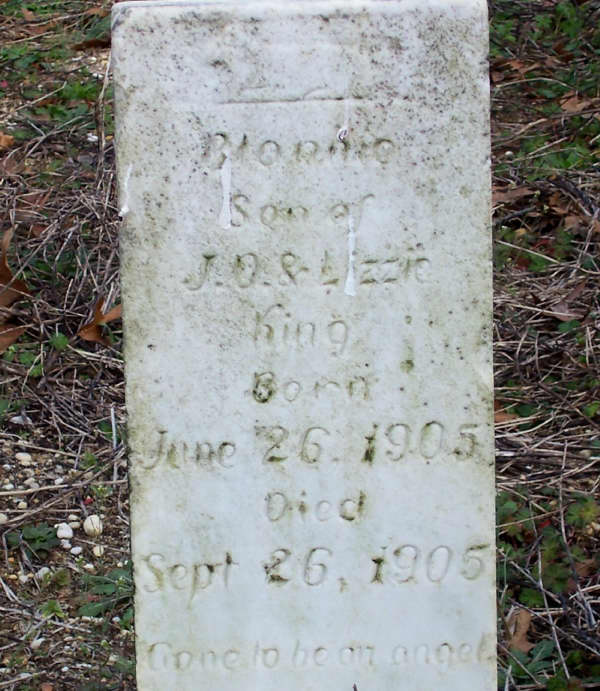 Son of
J. O. & Lizzie
King
Born
June 26, 1905
Died
Sept 26, 1905
Gone to be an angel